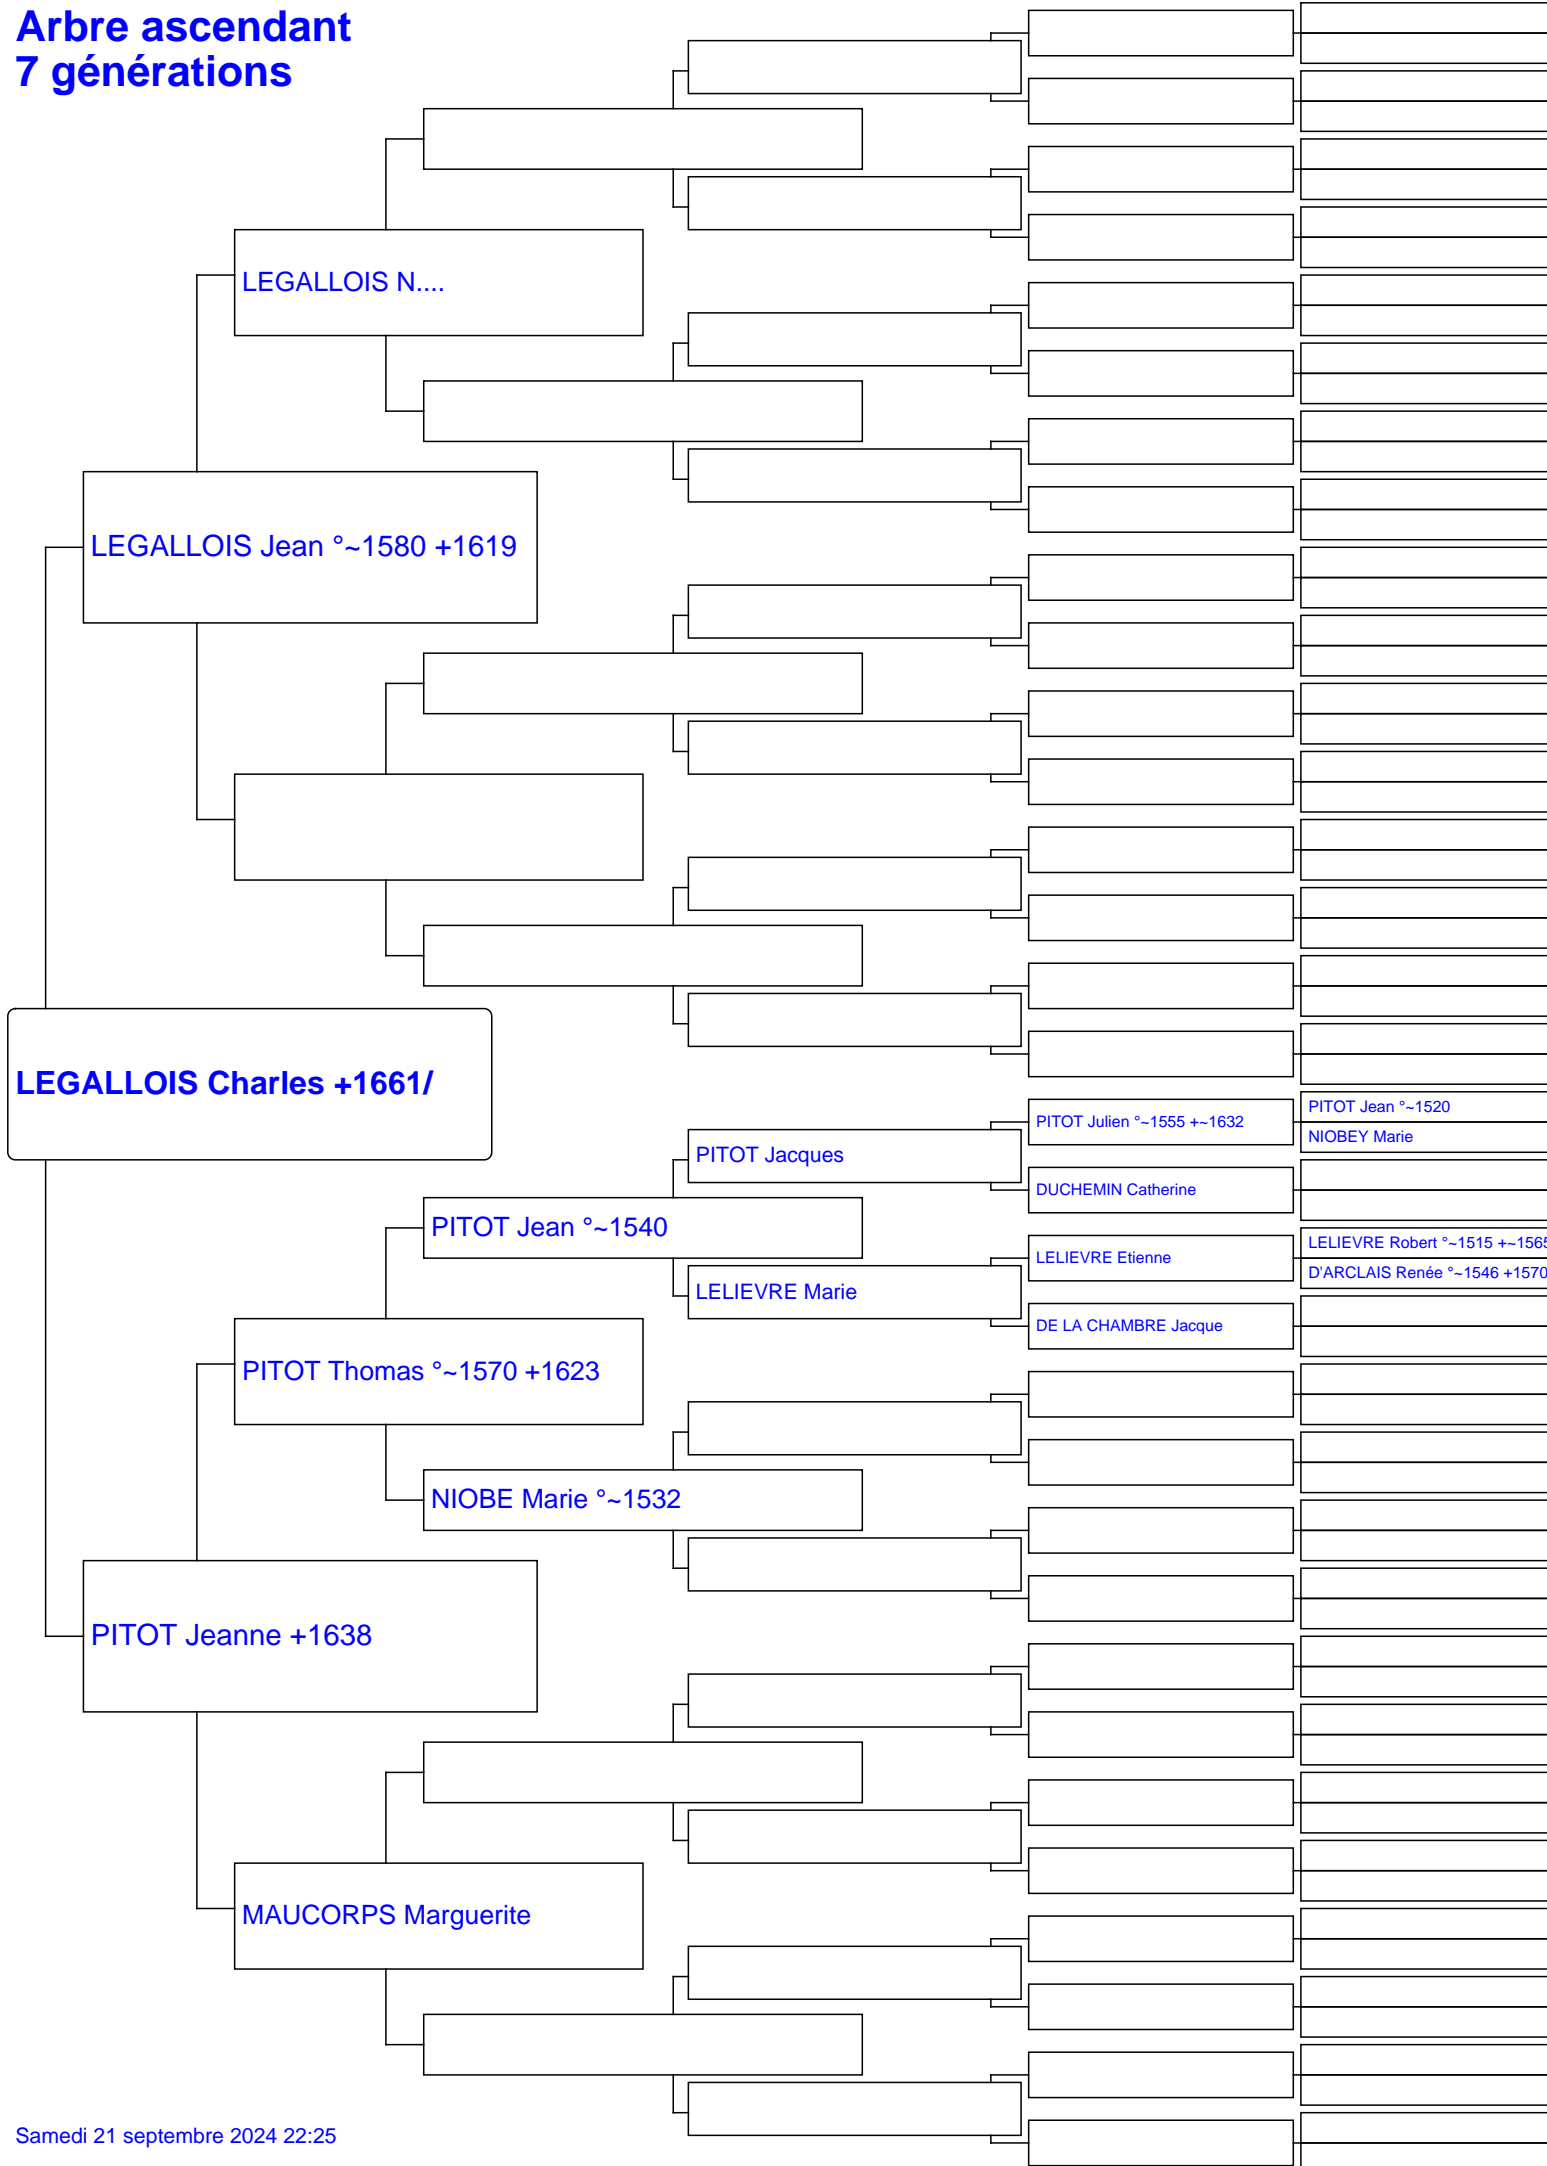 Arbre ascendant
7 générations
LEGALLOIS N....
LEGALLOIS Jean °~1580 +1619
LEGALLOIS Charles +1661/
PITOT Julien °~1555 +~1632
PITOT Jean °~1520
NIOBEY Marie
PITOT Jacques
DUCHEMIN Catherine
PITOT Jean °~1540
LELIEVRE Etienne
LELIEVRE Robert °~1515 +~1565
D'ARCLAIS Renée °~1546 +1570
LELIEVRE Marie
DE LA CHAMBRE Jacque
PITOT Thomas °~1570 +1623
NIOBE Marie °~1532
PITOT Jeanne +1638
MAUCORPS Marguerite
Samedi 21 septembre 2024 22:25